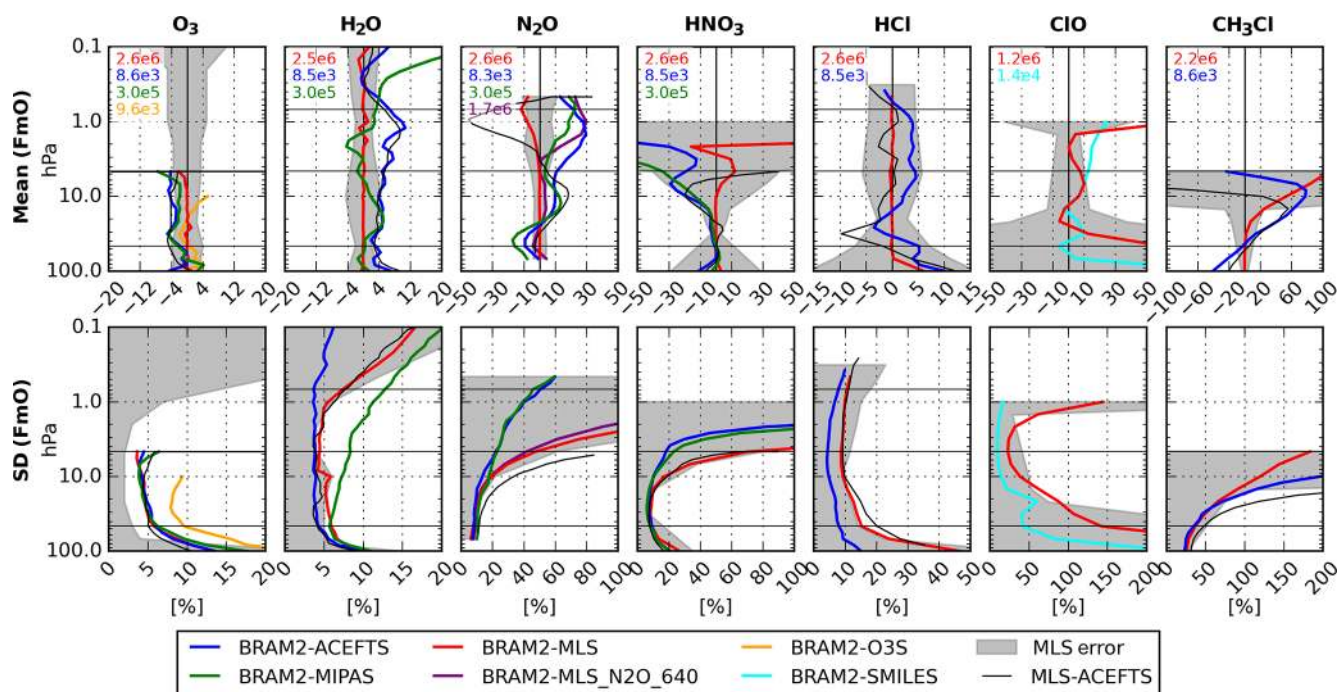 O3 H2O N2O HNO3 HCl ClO CH3Cl
Mean (FmO)
hPa
0.1
1.0
10.0
100.0
2.6e6
8.6e3
3.0e5
9.6e3
2.5e6
8.5e3
3.0e5
2.6e6
8.3e3
3.0e5
1.7e6
2.6e6
8.5e3
3.0e5
2.6e6
8.5e3
1.2e6
1.4e4
2.2e6
8.6e3
−20 −12 −4 4 12 20
−20 −12 −4 4 12 20
−50 −30 −10 10 30 50
−50 −30 −10 10 30 50
−15 −10 −5 0 5 10 15
−50 −30 −10 10 30 50
−100 −60 −20 20 60 100
SD (FmO)
hPa
0.1
1.0
10.0
100.0
0 5 10 15 20
0 5 10 15 20
0 20 40 60 80 100
0 20 40 60 80 100
0 10 20 30 40 50
0 50 100 150 200
0 50 100 150 200
[%] [%] [%] [%] [%] [%] [%]
BRAM2-ACEFTS BRAM2-MLS BRAM2-O3S MLS error
BRAM2-MIPAS BRAM2-MLS_N2O_640 BRAM2-SMILES MLS-ACEFTS